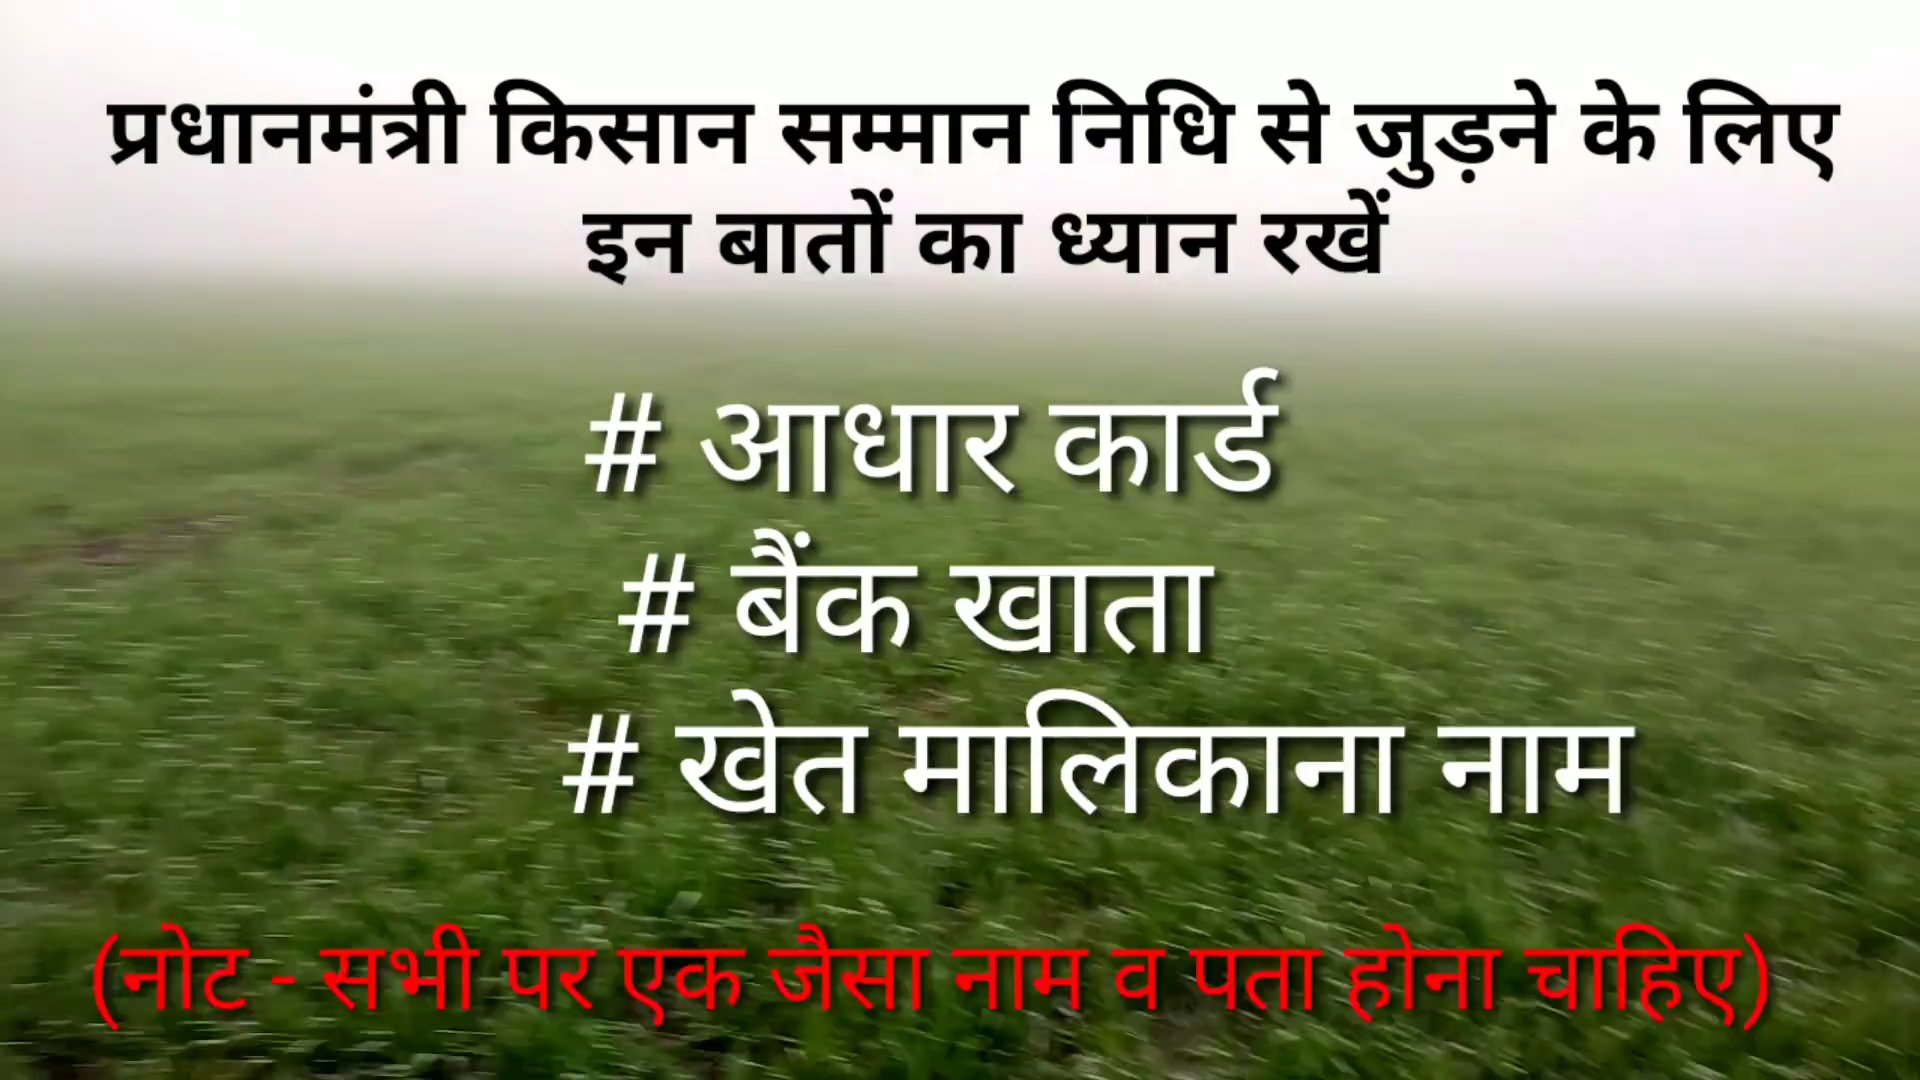 प्रधानमंत्री किसान सम्मान निधि से जुड़ने के लिए
इन बातों का ध्यान रखें
# आधार कार्ड
# बैंक खाता
# खेत मालिकाना नाम
(नोट - सभी पर एक जैसा नाम व पता होना चाहिए)